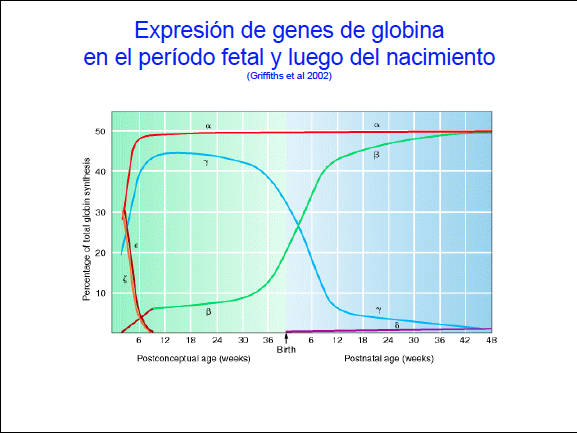 Expresión de genes de globina
en el período fetal y luego del nacimiento
(Griffiths et al 2002)
Percentage of total globin synthesis
50
40
30
20
10
α
α
γ
β
ε
ζ
β
γ
δ
6 12 18 24 30 36 6 12 18 24 30 36 42 48
Birth
Postconceptual age (weeks)
Postnatal age (weeks)